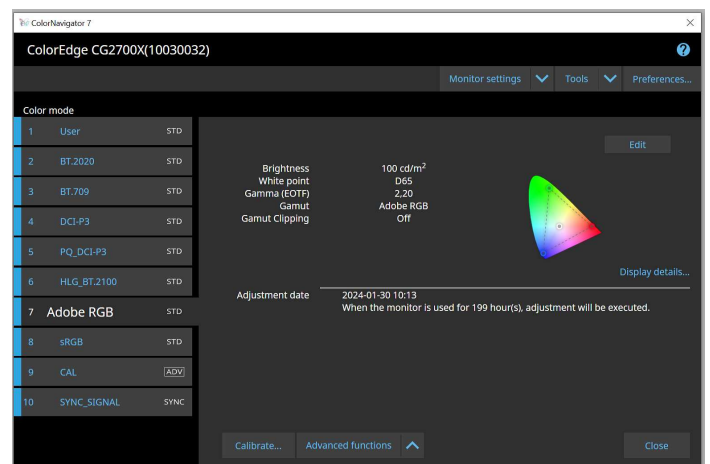 ColorNavigator 7
ColorEdge CG2700X(10030032)
Monitor settings Tools Preferences...
Color mode
1 User STD
2 BT.2020 STD
3 BT.709 STD
4 DCI-P3 STD
5 PQ_DCI-P3 STD
6 HLG_BT.2100 STD
7 Adobe RGB STD
8 sRGB STD
9 CAL ADV
10 SYNC_SIGNAL SYNC
Edit
Brightness 100 cd/m²
White point D65
Gamma (EOTF) 2,20
Gamut Adobe RGB
Gamut Clipping Off
Display details...
Adjustment date 2024-01-30 10:13
When the monitor is used for 199 hour(s), adjustment will be executed.
Calibrate... Advanced functions Close